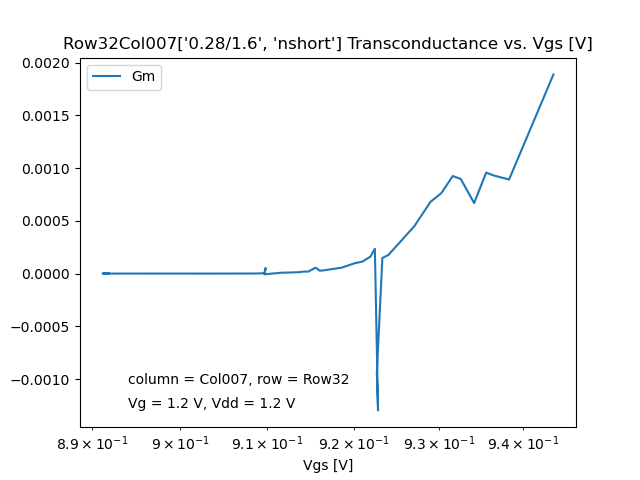 Row32Col007['0.28/1.6', 'nshort'] Transconductance vs. Vgs [V]
Gm
0.0020
0.0015
0.0010
0.0005
0.0000
−0.0005
−0.0010
column = Col007, row = Row32
Vg = 1.2 V, Vdd = 1.2 V
8.9 × 10⁻¹ 9 × 10⁻¹ 9.1 × 10⁻¹ 9.2 × 10⁻¹ 9.3 × 10⁻¹ 9.4 × 10⁻¹
Vgs [V]